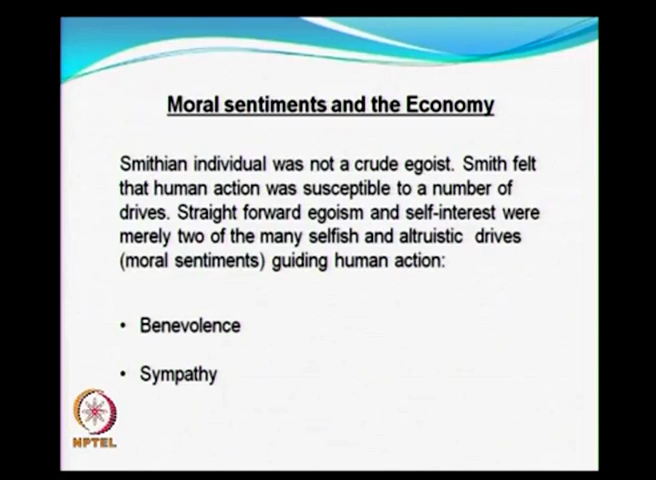 Moral sentiments and the Economy
Smithian individual was not a crude egoist. Smith felt
that human action was susceptible to a number of
drives. Straight forward egoism and self-interest were
merely two of the many selfish and altruistic drives
(moral sentiments) guiding human action:
• Benevolence
• Sympathy
NPTEL